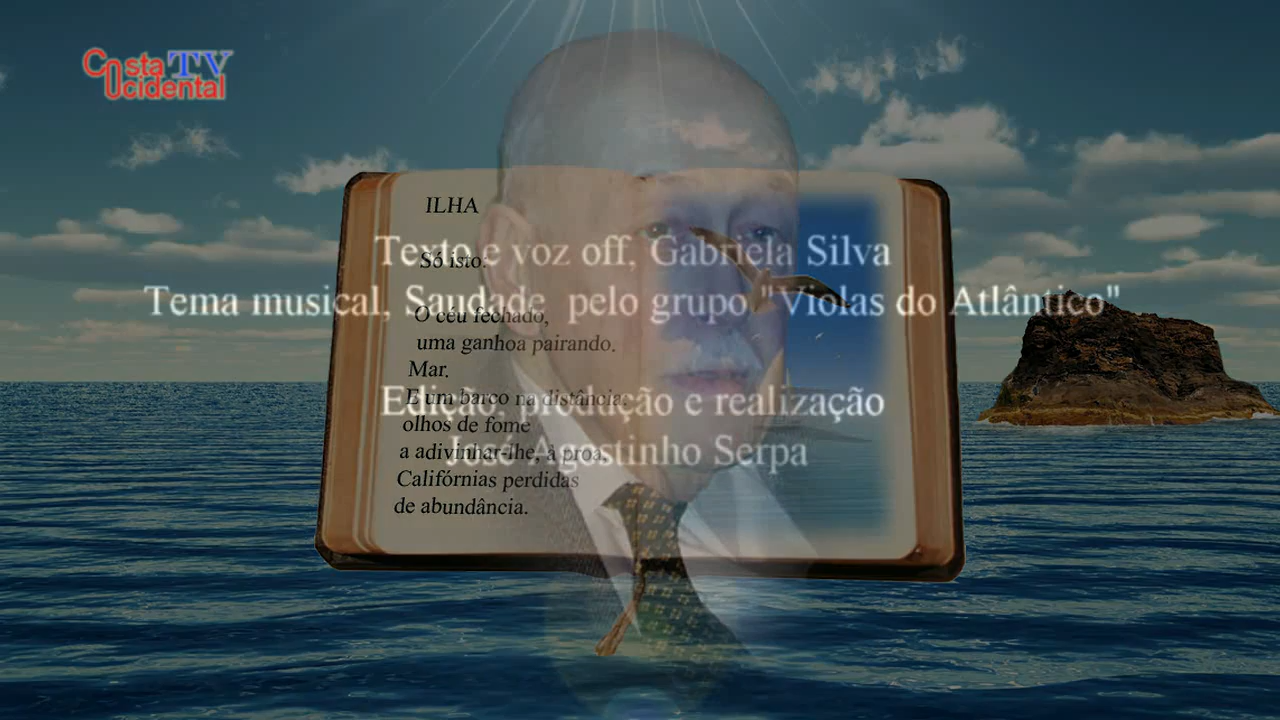 Costa TV
Ocidental
ILHA
Só isto:
O céu fechado,
uma ganhoa pairando.
Mar.
E um barco na distância:
olhos de fome
a adivinhar-lhe, à proa,
Califórnias perdidas
de abundância.
Texto e voz off, Gabriela Silva
Tema musical, Saudade, pelo grupo "Violas do Atlântico"
Edição, produção e realização
José Agostinho Serpa